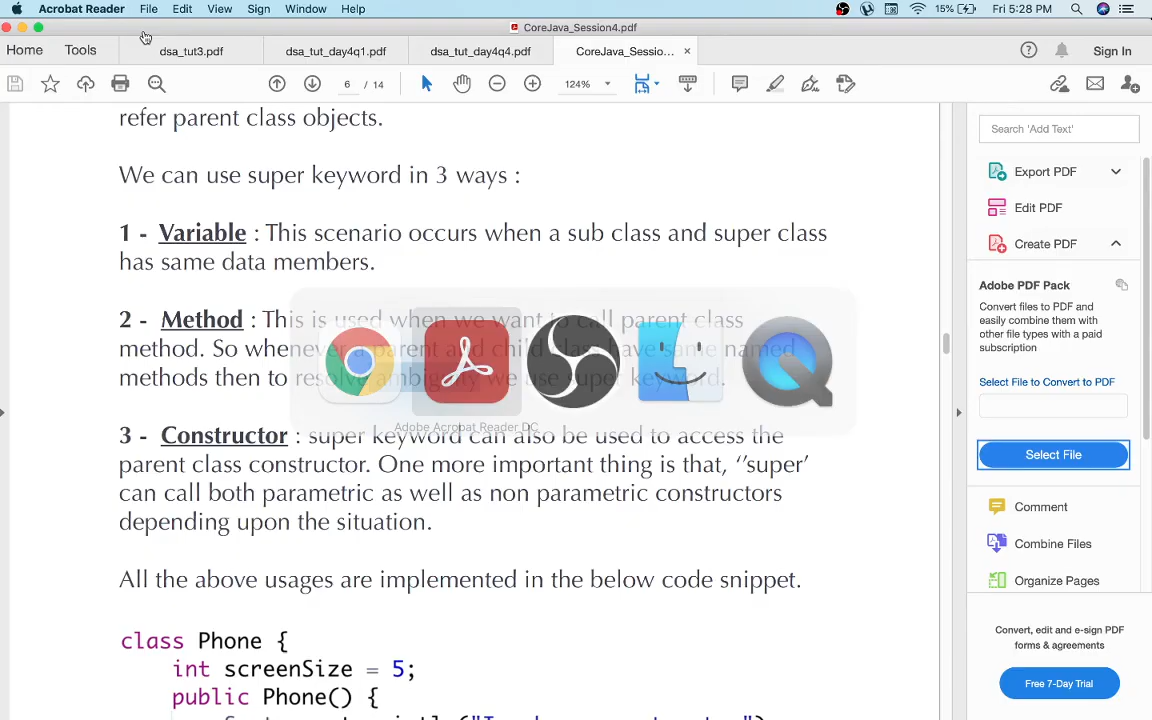 Acrobat Reader File Edit View Sign Window Help 15% Fri 5:28 PM
CoreJava_Session4.pdf
Home Tools dsa_tut3.pdf dsa_tut_day4q1.pdf dsa_tut_day4q4.pdf CoreJava_Sessio... × Sign In
6 / 14 124%
refer parent class objects.
We can use super keyword in 3 ways :
1 - Variable : This scenario occurs when a sub class and super class
has same data members.
2 - Method : This is used when we want to call parent class
method. So whenever a parent and child class have same named
methods then to resolve ambiguity we use super keyword.
Adobe Acrobat Reader DC
3 - Constructor : super keyword can also be used to access the
parent class constructor. One more important thing is that, ‘’super’
can call both parametric as well as non parametric constructors
depending upon the situation.
All the above usages are implemented in the below code snippet.
class Phone {
int screenSize = 5;
public Phone() {
Search 'Add Text'
Export PDF
Edit PDF
Create PDF
Adobe PDF Pack
Convert files to PDF and
easily combine them with
other file types with a paid
subscription
Select File to Convert to PDF
Select File
Comment
Combine Files
Organize Pages
Convert, edit and e-sign PDF
forms & agreements
Free 7-Day Trial